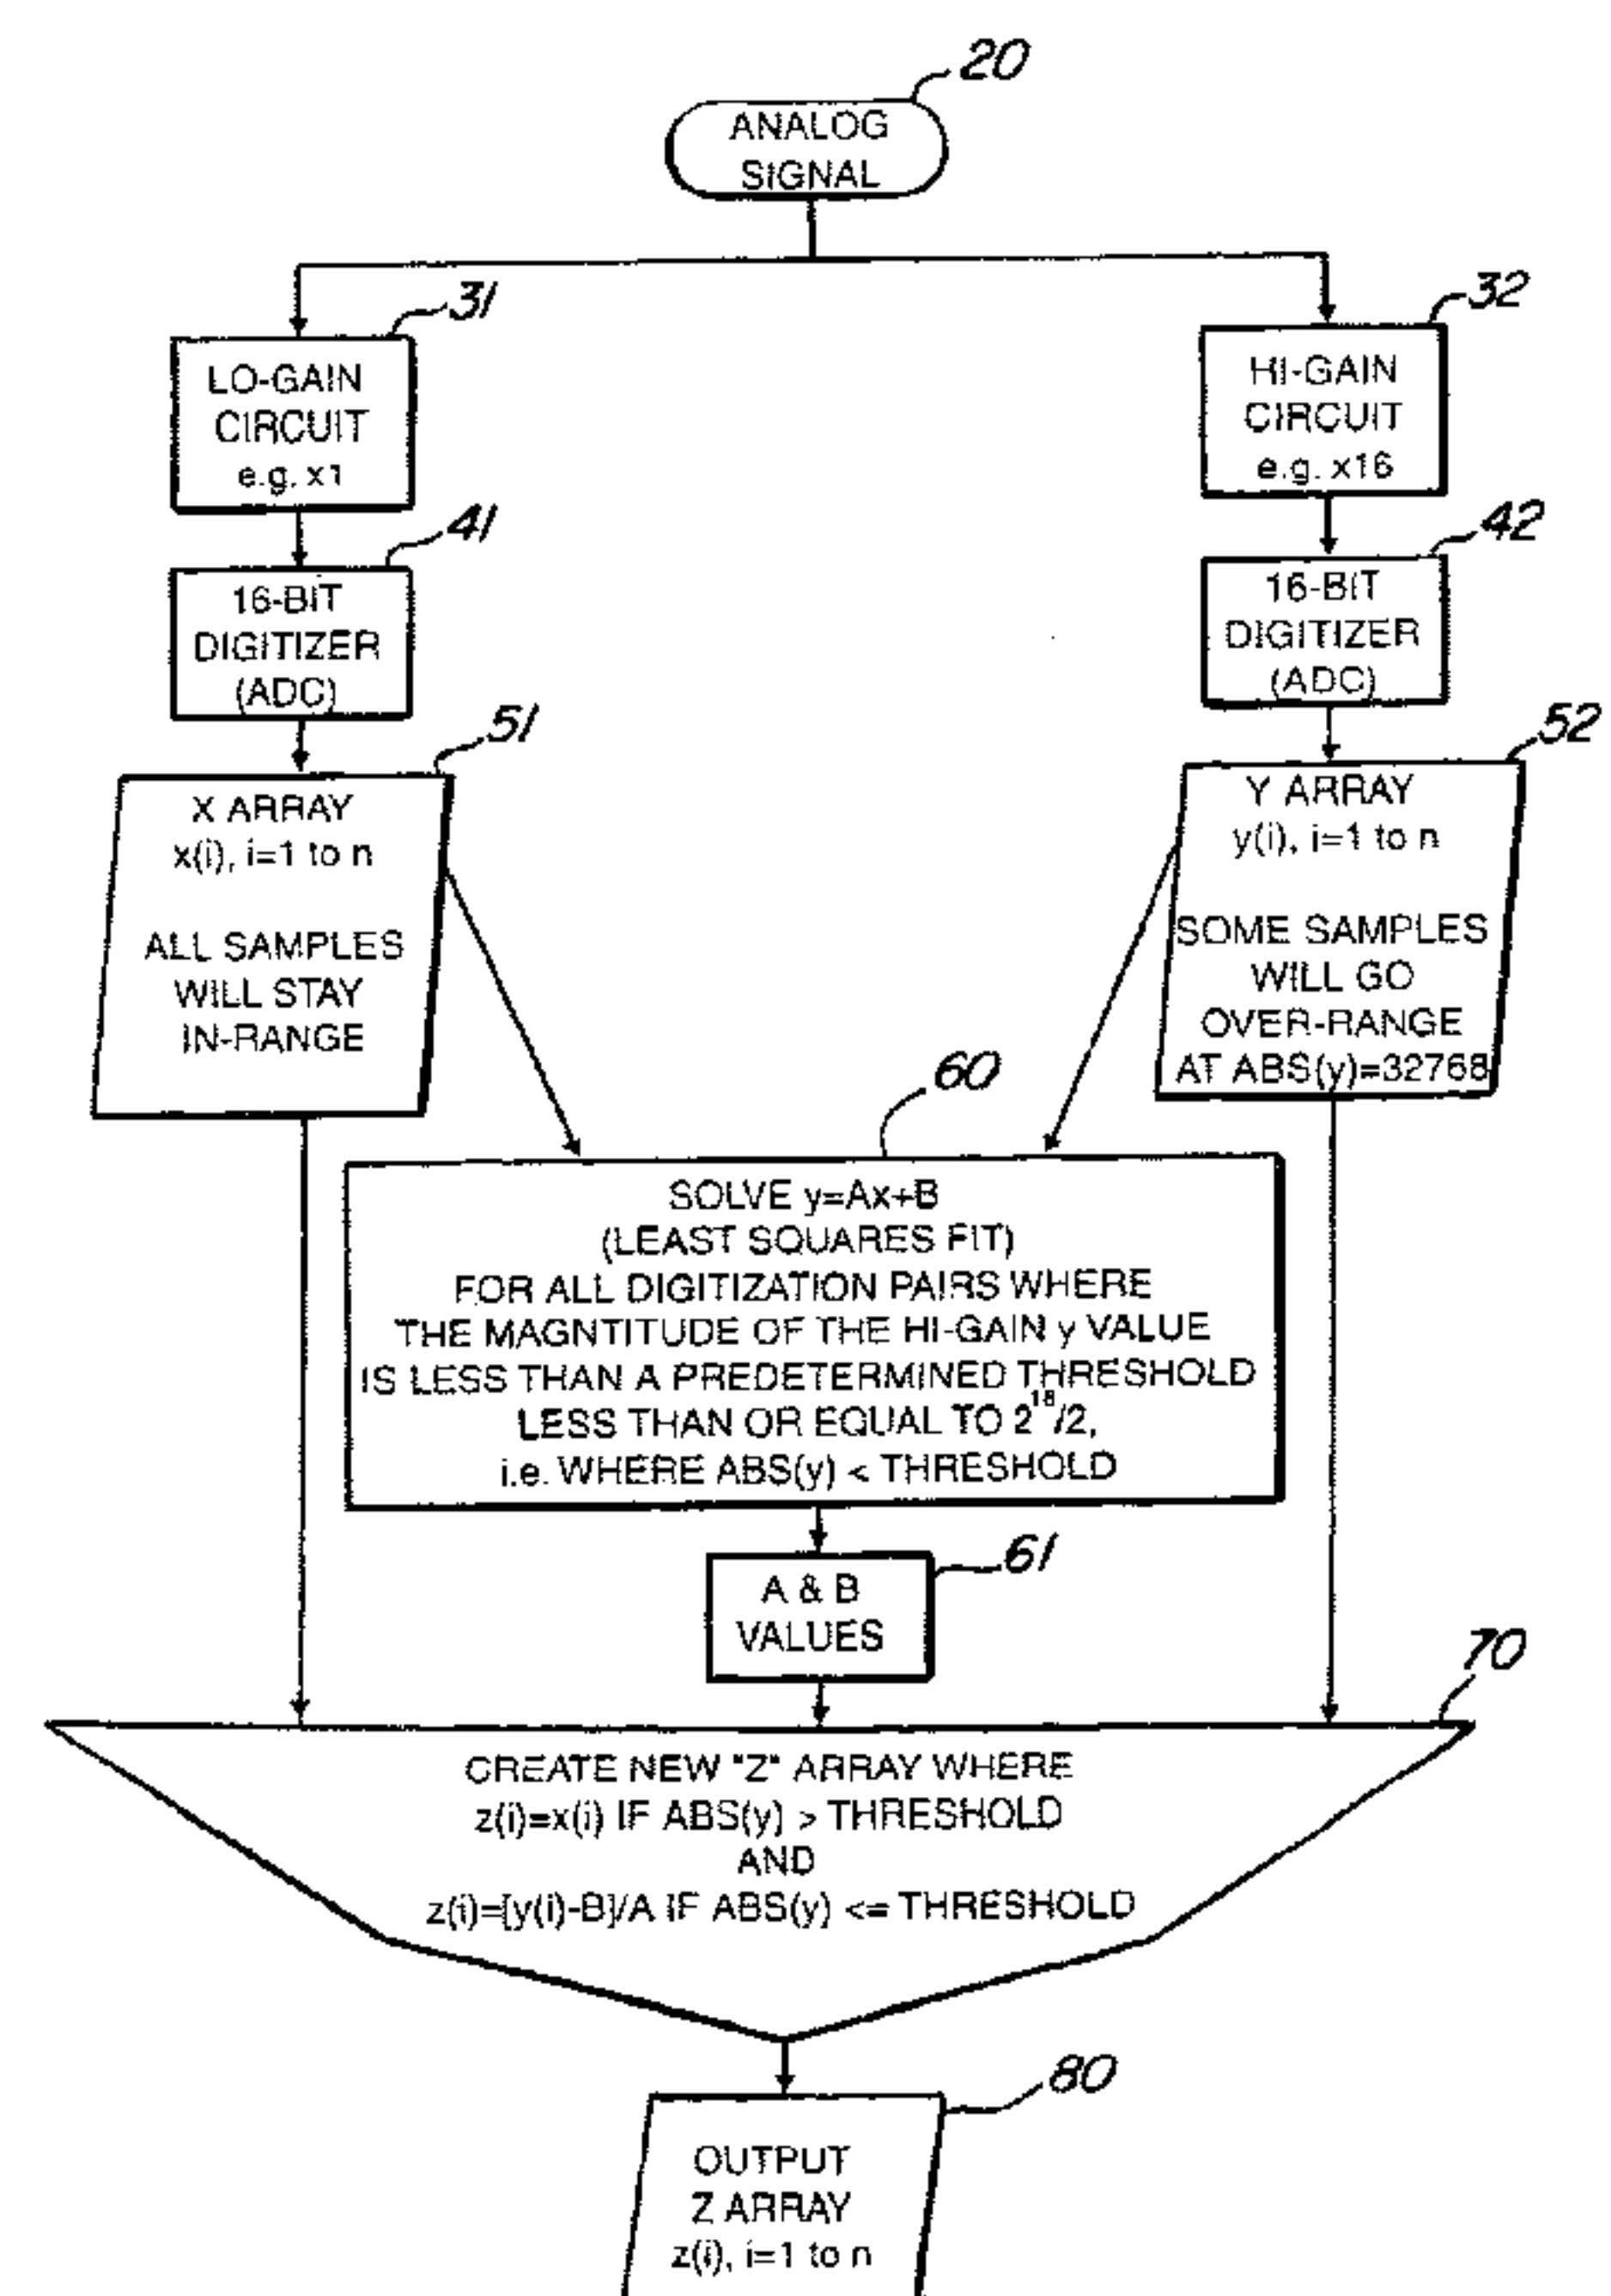 20
ANALOG
SIGNAL
31
LO-GAIN
CIRCUIT
e.g. x1
32
HI-GAIN
CIRCUIT
e.g. x16
41
16-BIT
DIGITIZER
(ADC)
42
16-BIT
DIGITIZER
(ADC)
51
X ARRAY
x(i), i=1 to n
ALL SAMPLES
WILL STAY
IN-RANGE
52
Y ARRAY
y(i), i=1 to n
SOME SAMPLES
WILL GO
OVER-RANGE
AT ABS(y)=32768
60
SOLVE y=Ax+B
(LEAST SQUARES FIT)
FOR ALL DIGITIZATION PAIRS WHERE
THE MAGNTITUDE OF THE HI-GAIN y VALUE
IS LESS THAN A PREDETERMINED THRESHOLD
LESS THAN OR EQUAL TO 2^16/2,
i.e. WHERE ABS(y) < THRESHOLD
61
A & B
VALUES
70
CREATE NEW "Z" ARRAY WHERE
z(i)=x(i) IF ABS(y) > THRESHOLD
AND
z(i)=[y(i)-B]/A IF ABS(y) <= THRESHOLD
80
OUTPUT
Z ARRAY
z(i), i=1 to n